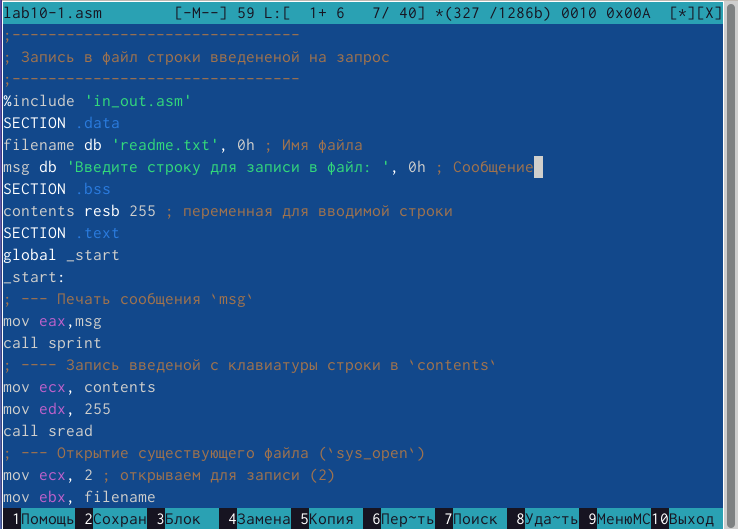 lab10-1.asm [-M--] 59 L:[ 1+ 6 7/ 40] *(327 /1286b) 0010 0x00A [*][X]
;--------------------------------
; Запись в файл строки введененой на запрос
;--------------------------------
%include 'in_out.asm'
SECTION .data
filename db 'readme.txt', 0h ; Имя файла
msg db 'Введите строку для записи в файл: ', 0h ; Сообщение
SECTION .bss
contents resb 255 ; переменная для вводимой строки
SECTION .text
global _start
_start:
; --- Печать сообщения `msg`
mov eax,msg
call sprint
; ---- Запись введеной с клавиатуры строки в `contents`
mov ecx, contents
mov edx, 255
call sread
; --- Открытие существующего файла (`sys_open`)
mov ecx, 2 ; открываем для записи (2)
mov ebx, filename
1Помощь 2Сохран 3Блок 4Замена 5Копия 6Пер~ть 7Поиск 8Уда~ть 9МенюMC 10Выход